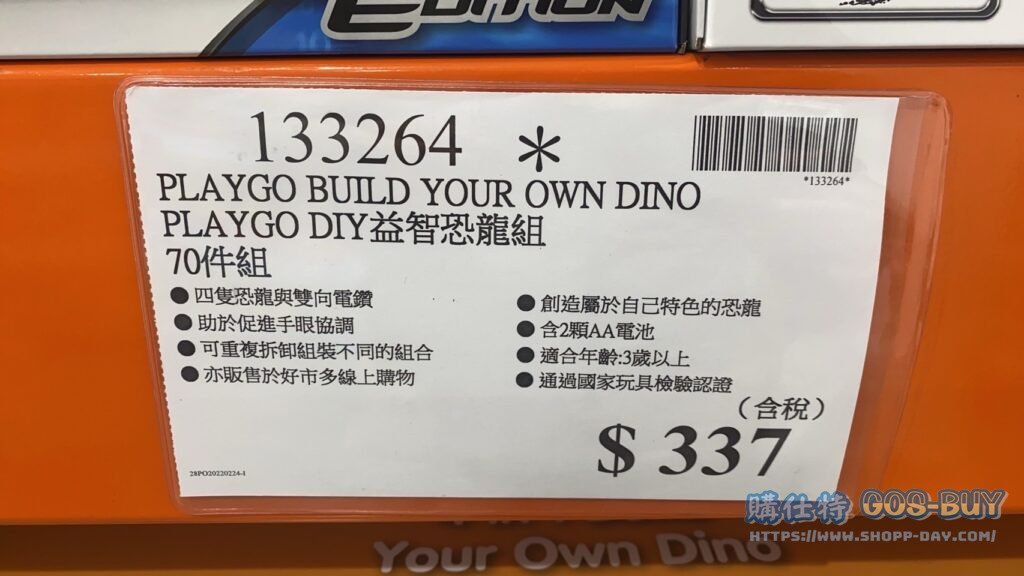 EDITION
133264 *
*133264*
PLAYGO BUILD YOUR OWN DINO
PLAYGO DIY益智恐龍組
70件組
●四隻恐龍與雙向電鑽
●助於促進手眼協調
●可重複拆卸組裝不同的組合
●亦販售於好市多線上購物
●創造屬於自己特色的恐龍
●含2顆AA電池
●適合年齡:3歲以上
●通過國家玩具檢驗認證
(含稅)
$ 337
28PO20220224-1
購仕特 GOS-BUY
HTTPS://WWW.SHOPP-DAY.COM/
Your Own Dino